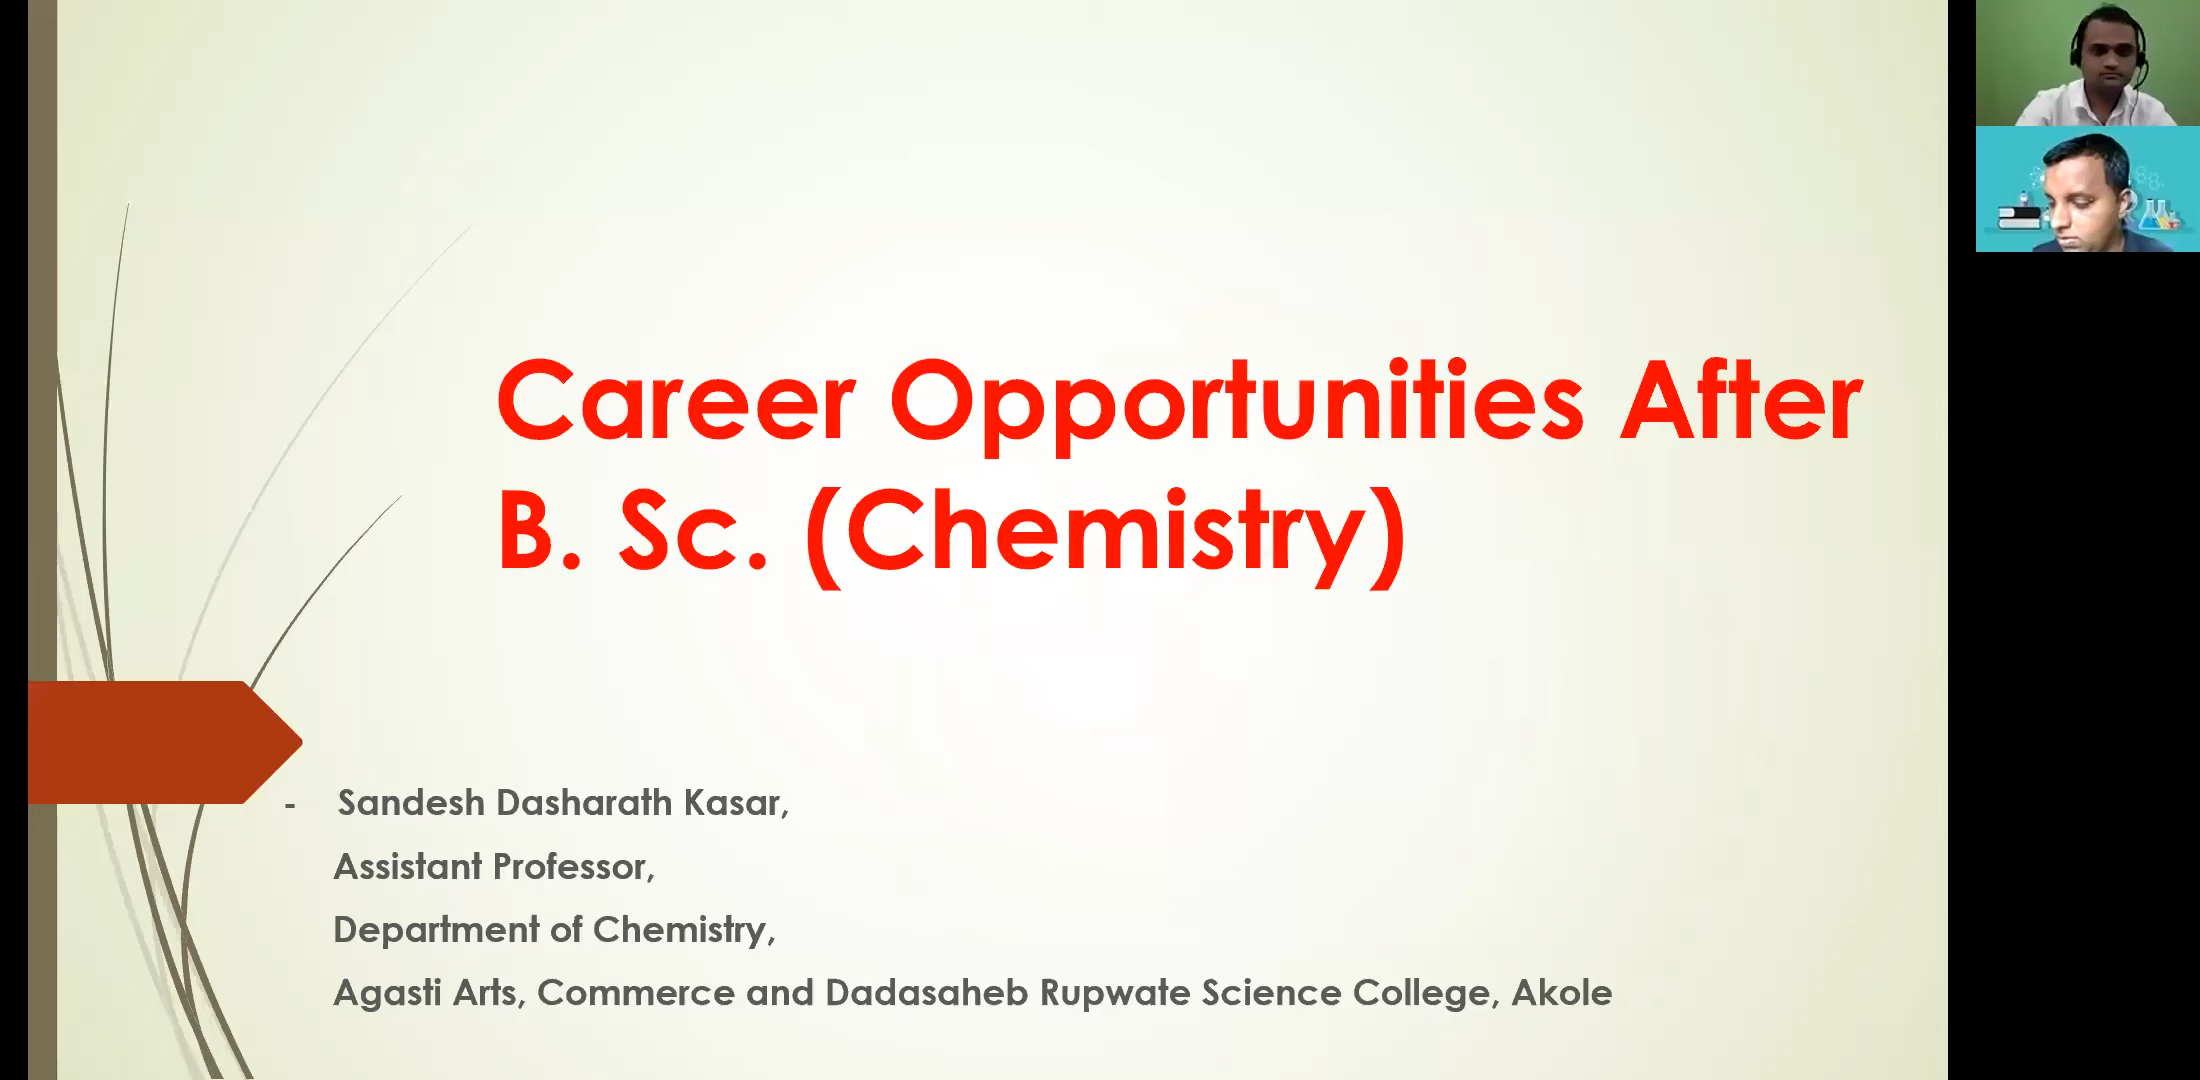 Career Opportunities After
B. Sc. (Chemistry)
- Sandesh Dasharath Kasar,
Assistant Professor,
Department of Chemistry,
Agasti Arts, Commerce and Dadasaheb Rupwate Science College, Akole